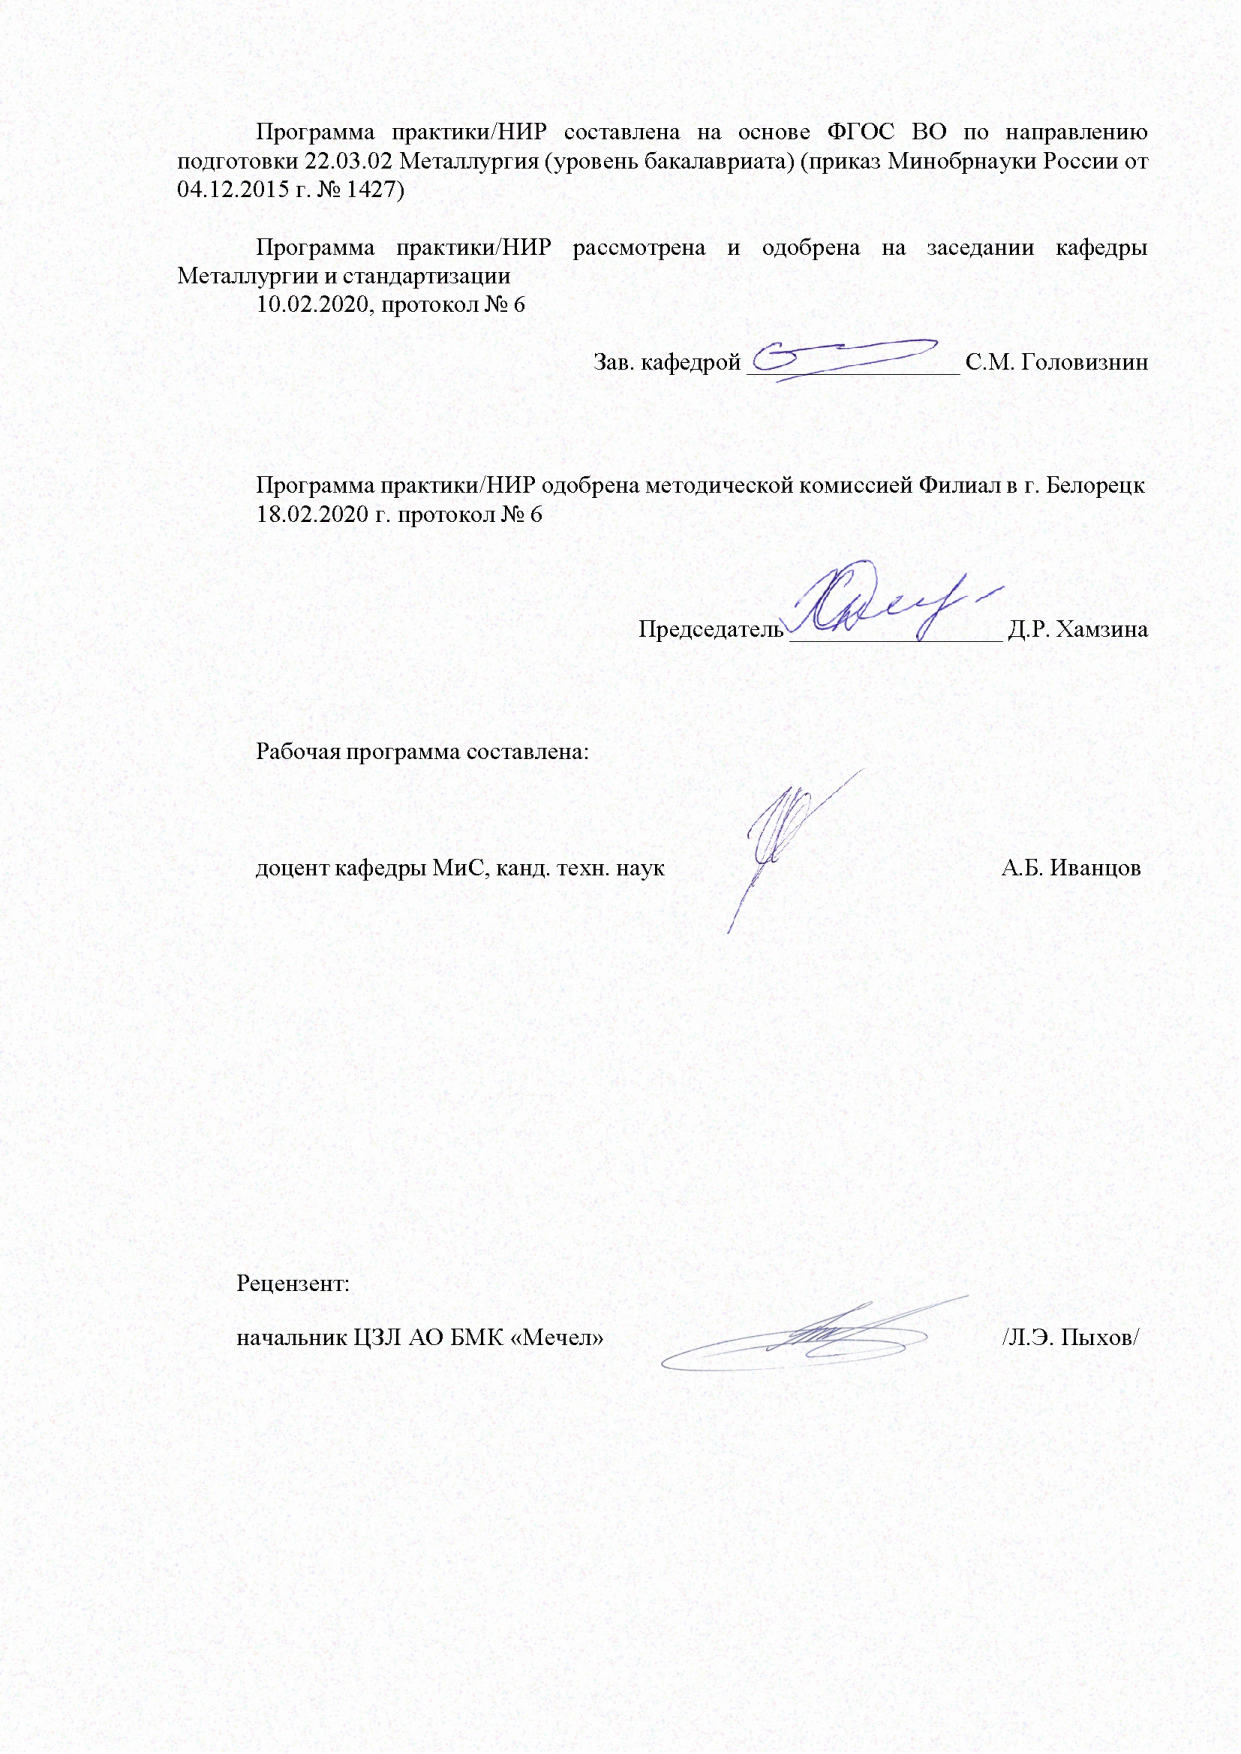 Программа практики/НИР составлена на основе ФГОС ВО по направлению
подготовки 22.03.02 Металлургия (уровень бакалавриата) (приказ Минобрнауки России от
04.12.2015 г. № 1427)
Программа практики/НИР рассмотрена и одобрена на заседании кафедры
Металлургии и стандартизации
10.02.2020, протокол № 6
Зав. кафедрой _________________ С.М. Головизнин
Программа практики/НИР одобрена методической комиссией Филиал в г. Белорецк
18.02.2020 г. протокол № 6
Председатель _________________ Д.Р. Хамзина
Рабочая программа составлена:
доцент кафедры МиС, канд. техн. наук А.Б. Иванцов
Рецензент:
начальник ЦЗЛ АО БМК «Мечел» /Л.Э. Пыхов/